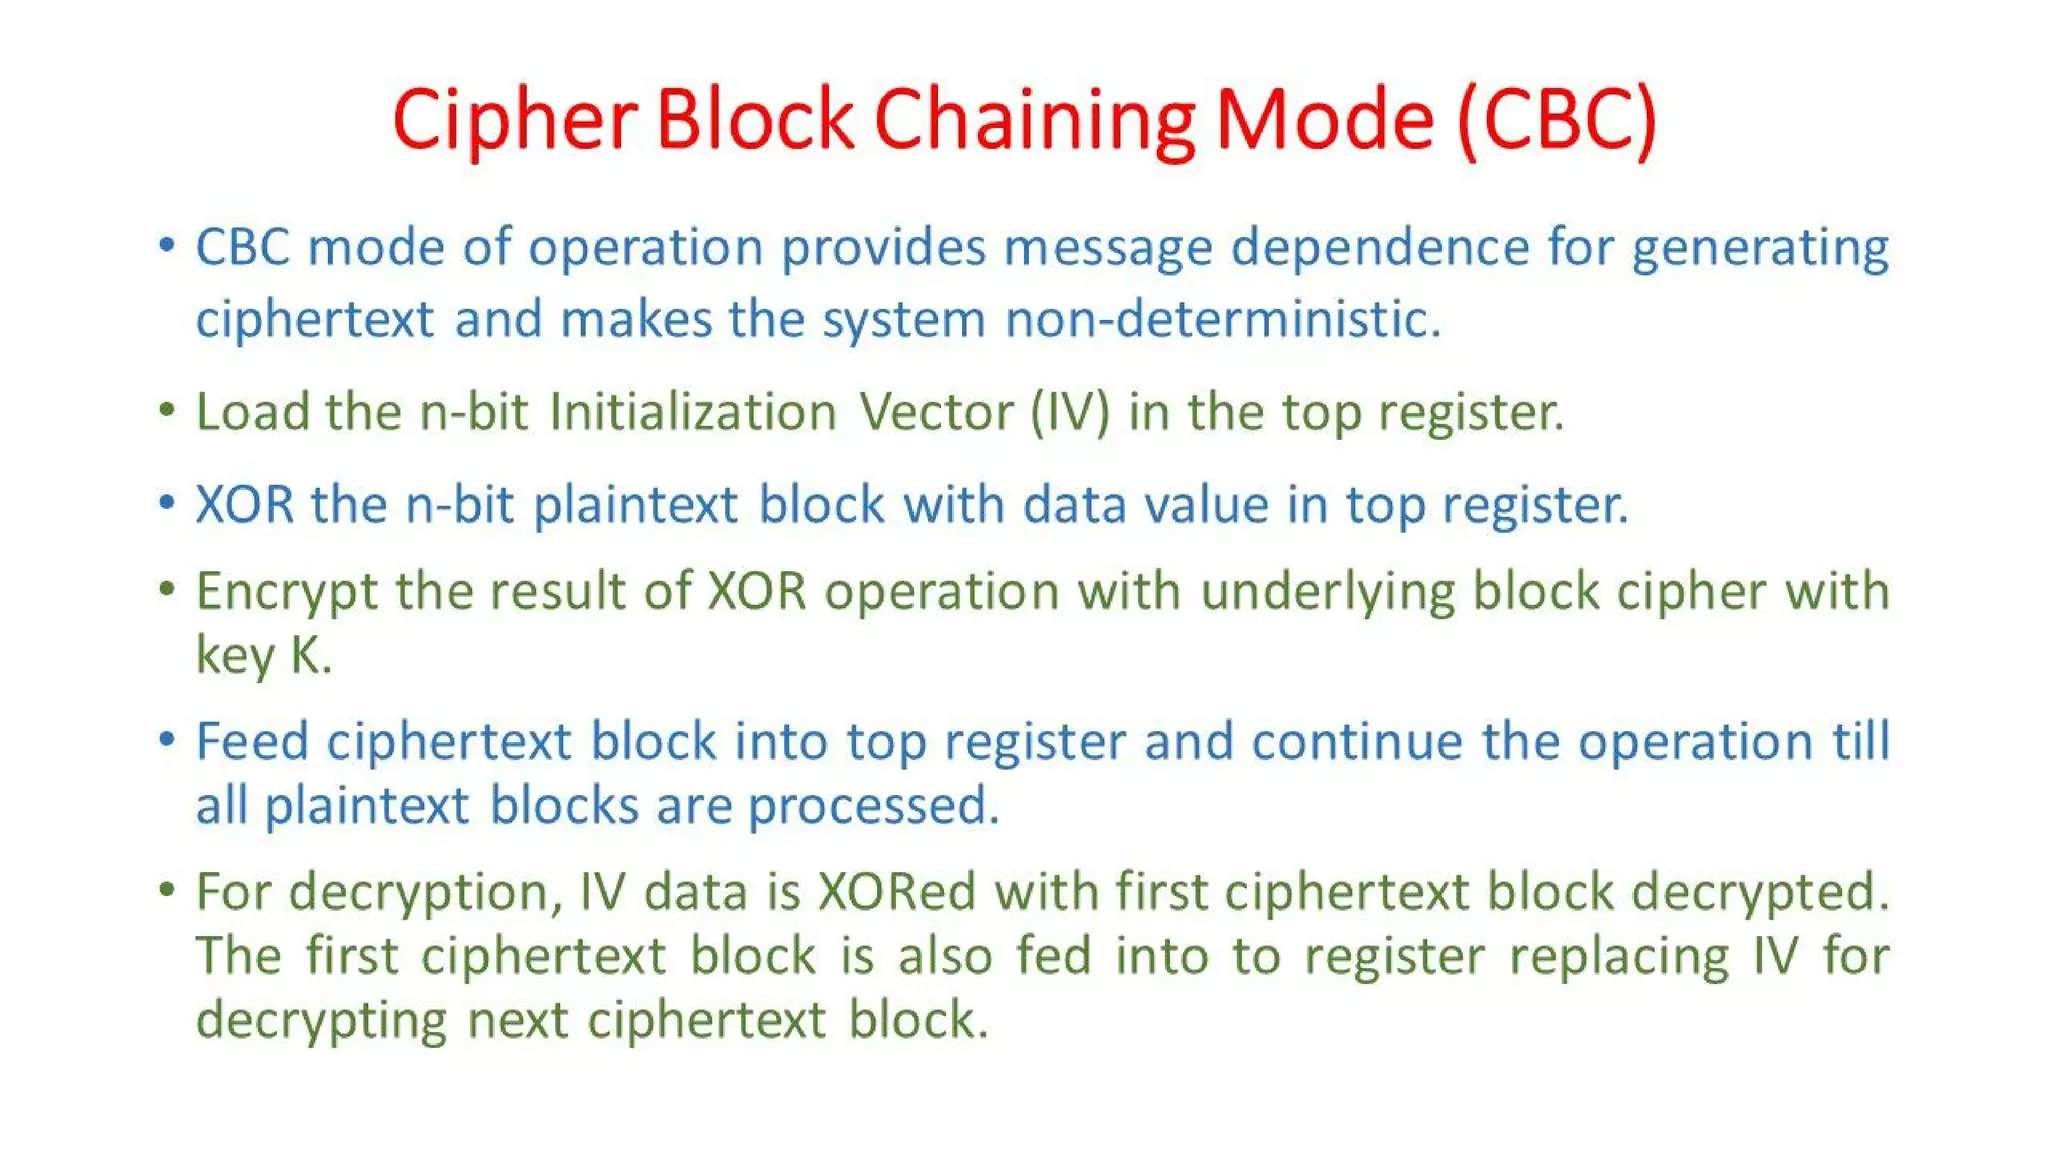 Cipher Block Chaining Mode (CBC)
• CBC mode of operation provides message dependence for generating
ciphertext and makes the system non-deterministic.
• Load the n-bit Initialization Vector (IV) in the top register.
• XOR the n-bit plaintext block with data value in top register.
• Encrypt the result of XOR operation with underlying block cipher with
key K.
• Feed ciphertext block into top register and continue the operation till
all plaintext blocks are processed.
• For decryption, IV data is XORed with first ciphertext block decrypted.
The first ciphertext block is also fed into to register replacing IV for
decrypting next ciphertext block.